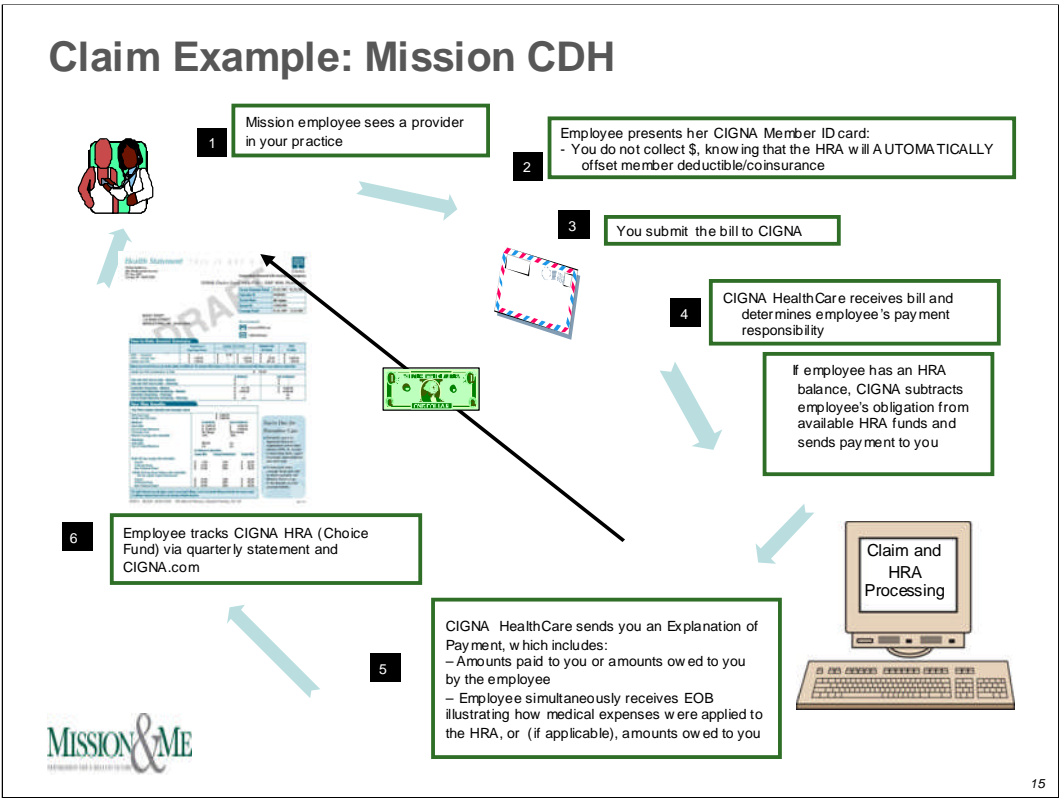 Claim Example: Mission CDH
1
Mission employee sees a provider
in your practice
2
Employee presents her CIGNA Member ID card:
- You do not collect $, knowing that the HRA will AUTOMATICALLY
offset member deductible/coinsurance
3
You submit the bill to CIGNA
4
CIGNA HealthCare receives bill and
determines employee's payment
responsibility
If employee has an HRA
balance, CIGNA subtracts
employee's obligation from
available HRA funds and
sends payment to you
Claim and
HRA
Processing
5
CIGNA HealthCare sends you an Explanation of
Payment, which includes:
– Amounts paid to you or amounts owed to you
by the employee
– Employee simultaneously receives EOB
illustrating how medical expenses were applied to
the HRA, or (if applicable), amounts owed to you
6
Employee tracks CIGNA HRA (Choice
Fund) via quarterly statement and
CIGNA.com
Health Statement
DRAFT
MISSION&ME
15